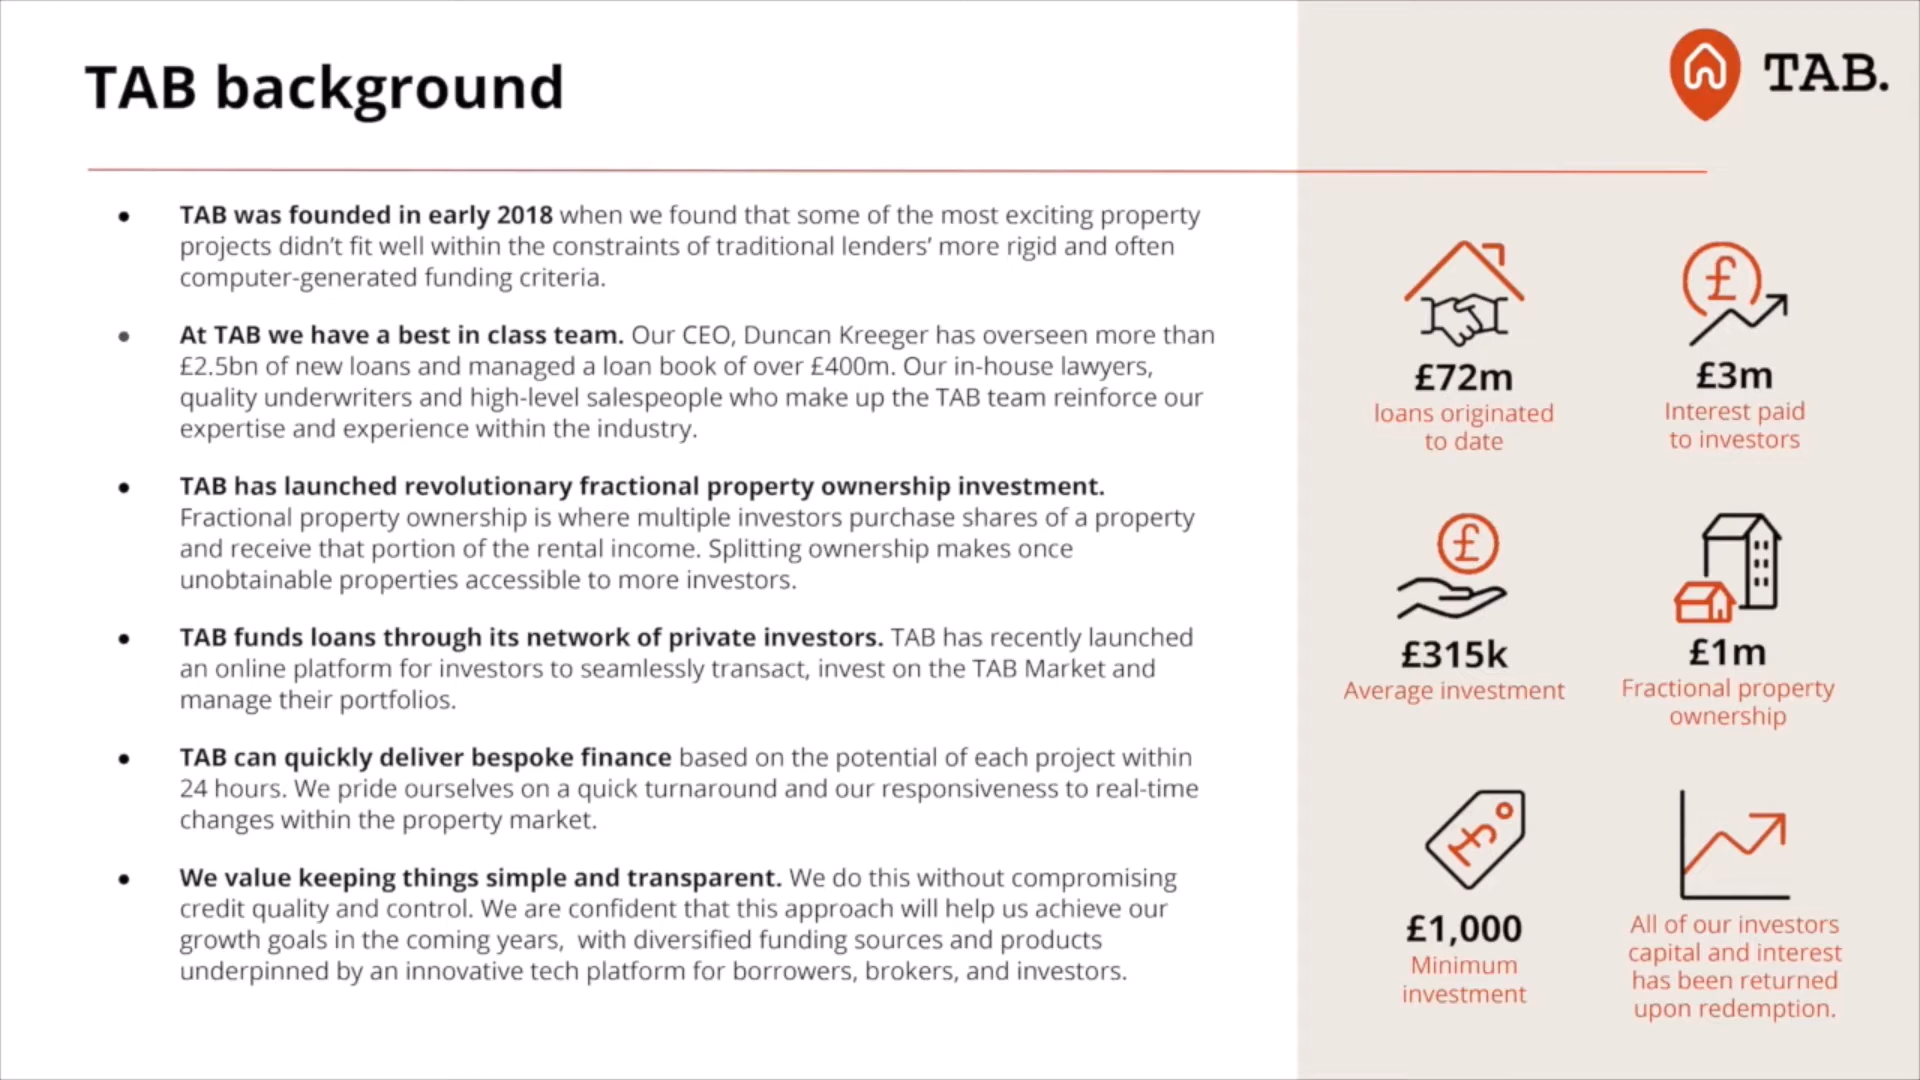 TAB background
TAB.
● TAB was founded in early 2018 when we found that some of the most exciting property
projects didn’t fit well within the constraints of traditional lenders’ more rigid and often
computer-generated funding criteria.
● At TAB we have a best in class team. Our CEO, Duncan Kreeger has overseen more than
£2.5bn of new loans and managed a loan book of over £400m. Our in-house lawyers,
quality underwriters and high-level salespeople who make up the TAB team reinforce our
expertise and experience within the industry.
● TAB has launched revolutionary fractional property ownership investment.
Fractional property ownership is where multiple investors purchase shares of a property
and receive that portion of the rental income. Splitting ownership makes once
unobtainable properties accessible to more investors.
● TAB funds loans through its network of private investors. TAB has recently launched
an online platform for investors to seamlessly transact, invest on the TAB Market and
manage their portfolios.
● TAB can quickly deliver bespoke finance based on the potential of each project within
24 hours. We pride ourselves on a quick turnaround and our responsiveness to real-time
changes within the property market.
● We value keeping things simple and transparent. We do this without compromising
credit quality and control. We are confident that this approach will help us achieve our
growth goals in the coming years,  with diversified funding sources and products
underpinned by an innovative tech platform for borrowers, brokers, and investors.
£72m
loans originated
to date
£
£3m
Interest paid
to investors
£
£315k
Average investment
£1m
Fractional property
ownership
£
£1,000
Minimum
investment
All of our investors
capital and interest
has been returned
upon redemption.